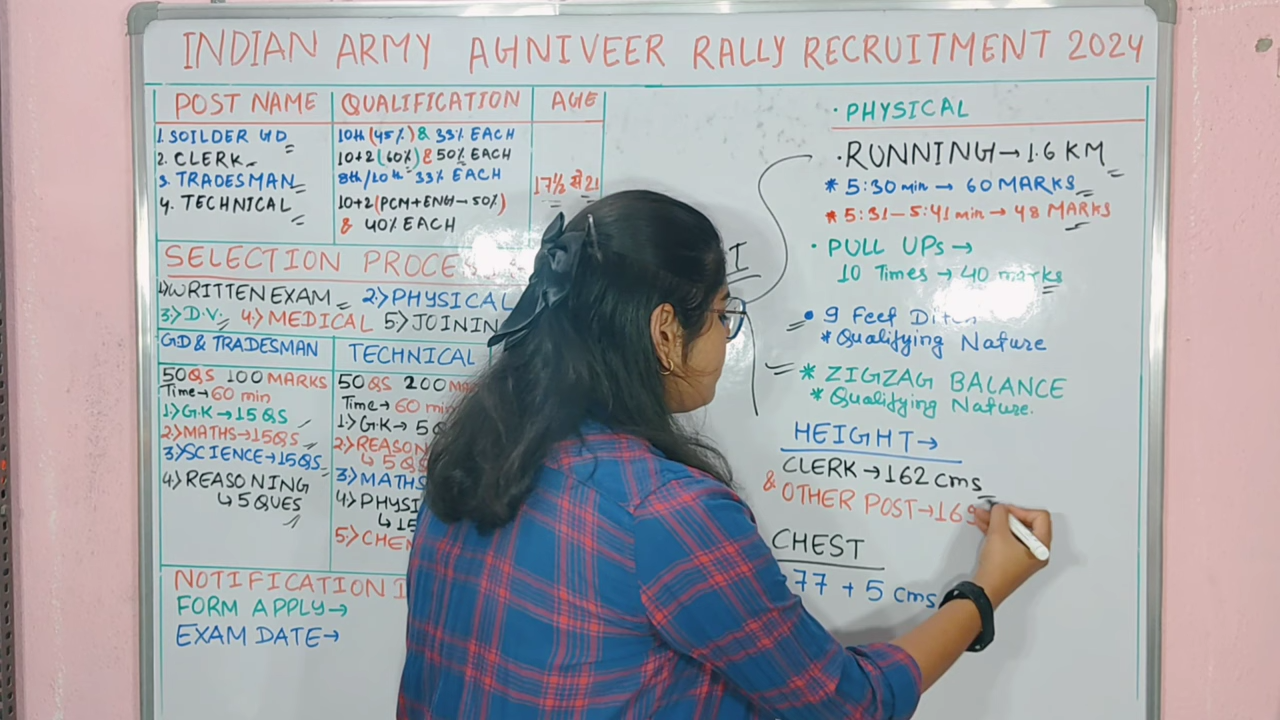 INDIAN ARMY AGHNIVEER RALLY RECRUITMENT 2024
POST NAME
1. SOILDER GD
2. CLERK
3. TRADESMAN
4. TECHNICAL
QUALIFICATION
10th (45%) & 33% EACH
10+2 (60%) & 50% EACH
8th/10th 33% EACH
10+2 (PCM+ENG→50%)
& 40% EACH
AGE
17½ से 21
SELECTION
1) WRITTEN EXAM 2.) PHYSICAL
3.) D.V. 4.) MEDICAL 5) JOININ
GD & TRADESMAN
50QS 100 MARKS
Time→60 min
1.) G.K→15 QS
2.) MATHS→15QS
3.) SCIENCE→15QS
4.) REASONING
↳5 QUES
TECHNICAL
50 QS 200
Time→60 min
1.) G.K→5
2.) REASON
↳5 QS
3.) MATHS
4.) PHYSI
↳15
5.) CHEM
NOTIFICATION
FORM APPLY→
EXAM DATE→
• PHYSICAL
• RUNNING→1.6 KM
* 5:30 min → 60 MARKS
* 5:31–5:41 min→48 MARKS
• PULL UPs→
10 Times→40 marks
• 9 Feet
* Qualifying Nature
* ZIGZAG BALANCE
* Qualifying Nature.
HEIGHT→
CLERK→162 cms
& OTHER POST→
CHEST
77 + 5 cms